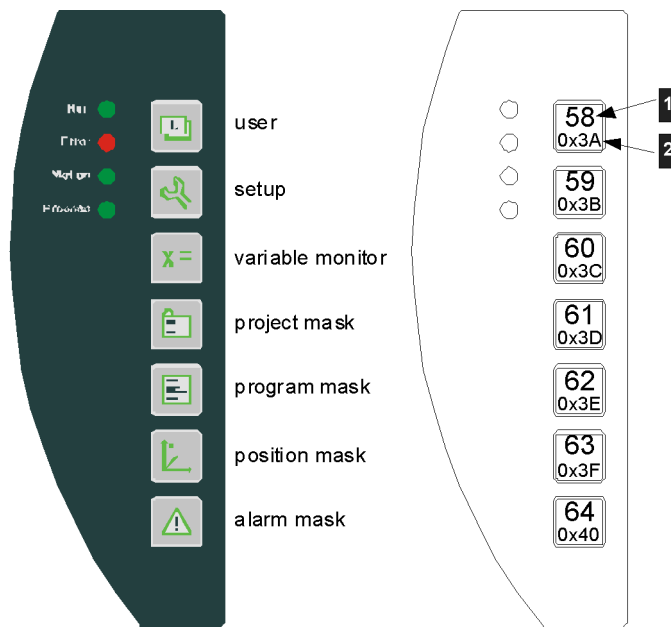 Error
user
setup
X =
variable monitor
project mask
program mask
position mask
!
alarm mask
58
0x3A
59
0x3B
60
0x3C
61
0x3D
62
0x3E
63
0x3F
64
0x40
1
2